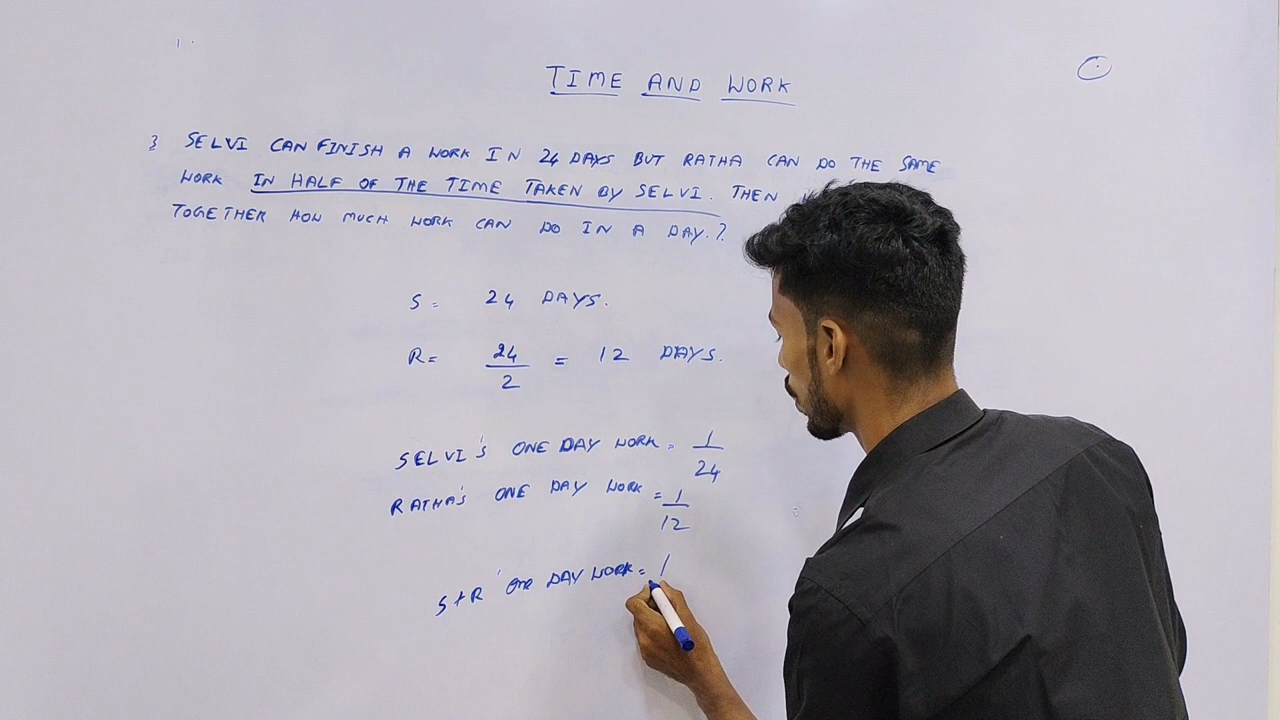 TIME AND WORK
3 SELVI CAN FINISH A WORK IN 24 DAYS BUT RATHA CAN DO THE SAME
WORK IN HALF OF THE TIME TAKEN BY SELVI. THEN
TOGETHER HOW MUCH WORK CAN DO IN A DAY.?
S = 24 DAYS.
R = 24/2 = 12 DAYS.
SELVI'S ONE DAY WORK = 1/24
RATHA'S ONE DAY WORK = 1/12
S+R' ONE DAY WORK = 1